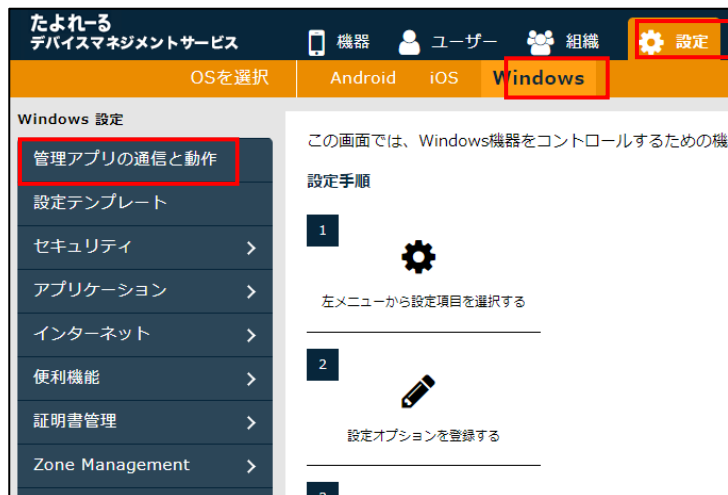 たよれーる
デバイスマネジメントサービス
機器 ユーザー 組織 設定
OSを選択 Android iOS Windows
Windows 設定
管理アプリの通信と動作
設定テンプレート
セキュリティ
アプリケーション
インターネット
便利機能
証明書管理
Zone Management
この画面では、Windows機器をコントロールするための機
設定手順
1
左メニューから設定項目を選択する
2
設定オプションを登録する